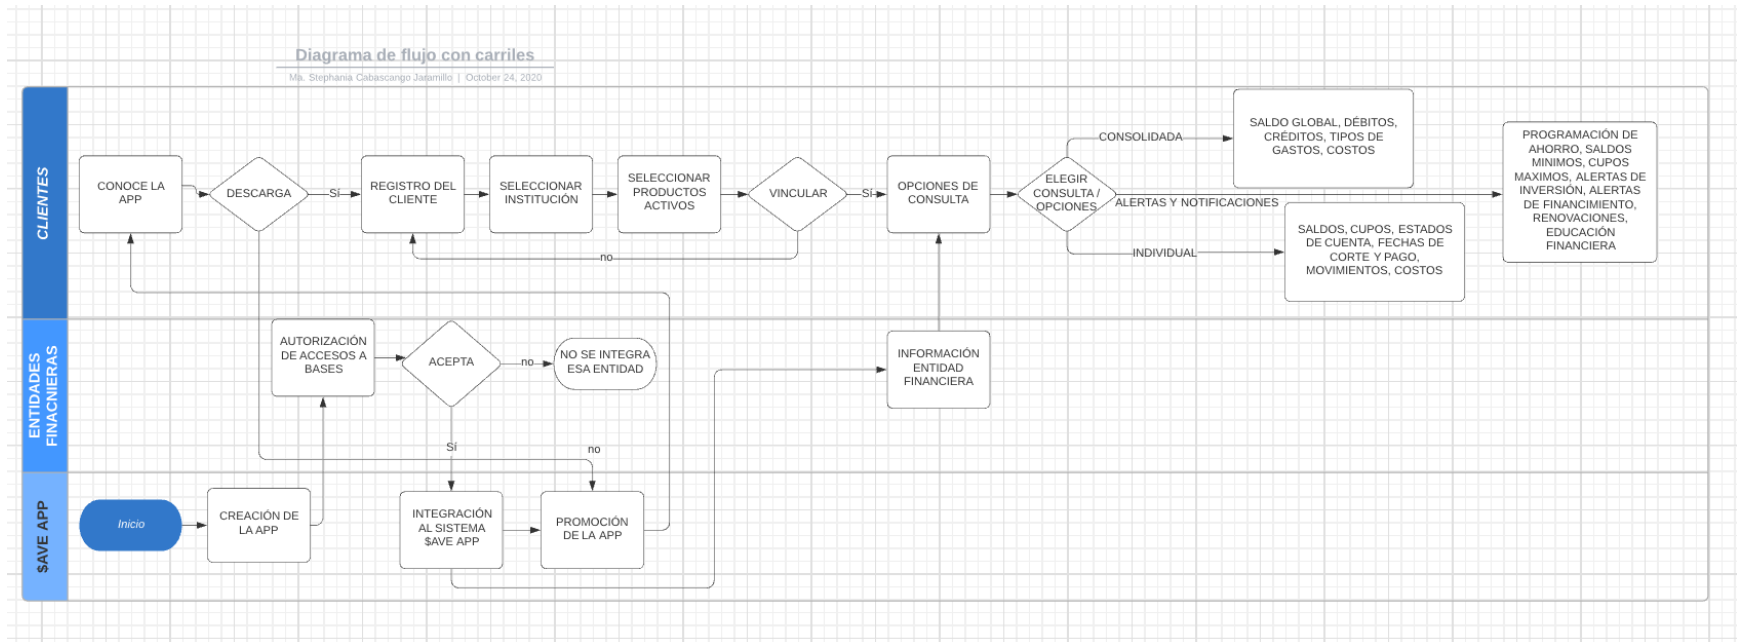 Diagrama de flujo con carriles
Ma. Stephania Cabascango Jaramillo | October 24, 2020
CLIENTES
CONOCE LA
APP
DESCARGA
Sí
REGISTRO DEL
CLIENTE
SELECCIONAR
INSTITUCIÓN
SELECCIONAR
PRODUCTOS
ACTIVOS
VINCULAR
Sí
no
OPCIONES DE
CONSULTA
ELEGIR
CONSULTA /
OPCIONES
CONSOLIDADA
SALDO GLOBAL, DÉBITOS,
CRÉDITOS, TIPOS DE
GASTOS, COSTOS
ALERTAS Y NOTIFICACIONES
PROGRAMACIÓN DE
AHORRO, SALDOS
MINIMOS, CUPOS
MAXIMOS, ALERTAS DE
INVERSIÓN, ALERTAS
DE FINANCIMIENTO,
RENOVACIONES,
EDUCACIÓN
FINANCIERA
INDIVIDUAL
SALDOS, CUPOS, ESTADOS
DE CUENTA, FECHAS DE
CORTE Y PAGO,
MOVIMIENTOS, COSTOS
ENTIDADES
FINACNIERAS
AUTORIZACIÓN
DE ACCESOS A
BASES
ACEPTA
no
NO SE INTEGRA
ESA ENTIDAD
Sí
no
INFORMACIÓN
ENTIDAD
FINANCIERA
$AVE APP
Inicio
CREACIÓN DE
LA APP
INTEGRACIÓN
AL SISTEMA
$AVE APP
PROMOCIÓN
DE LA APP